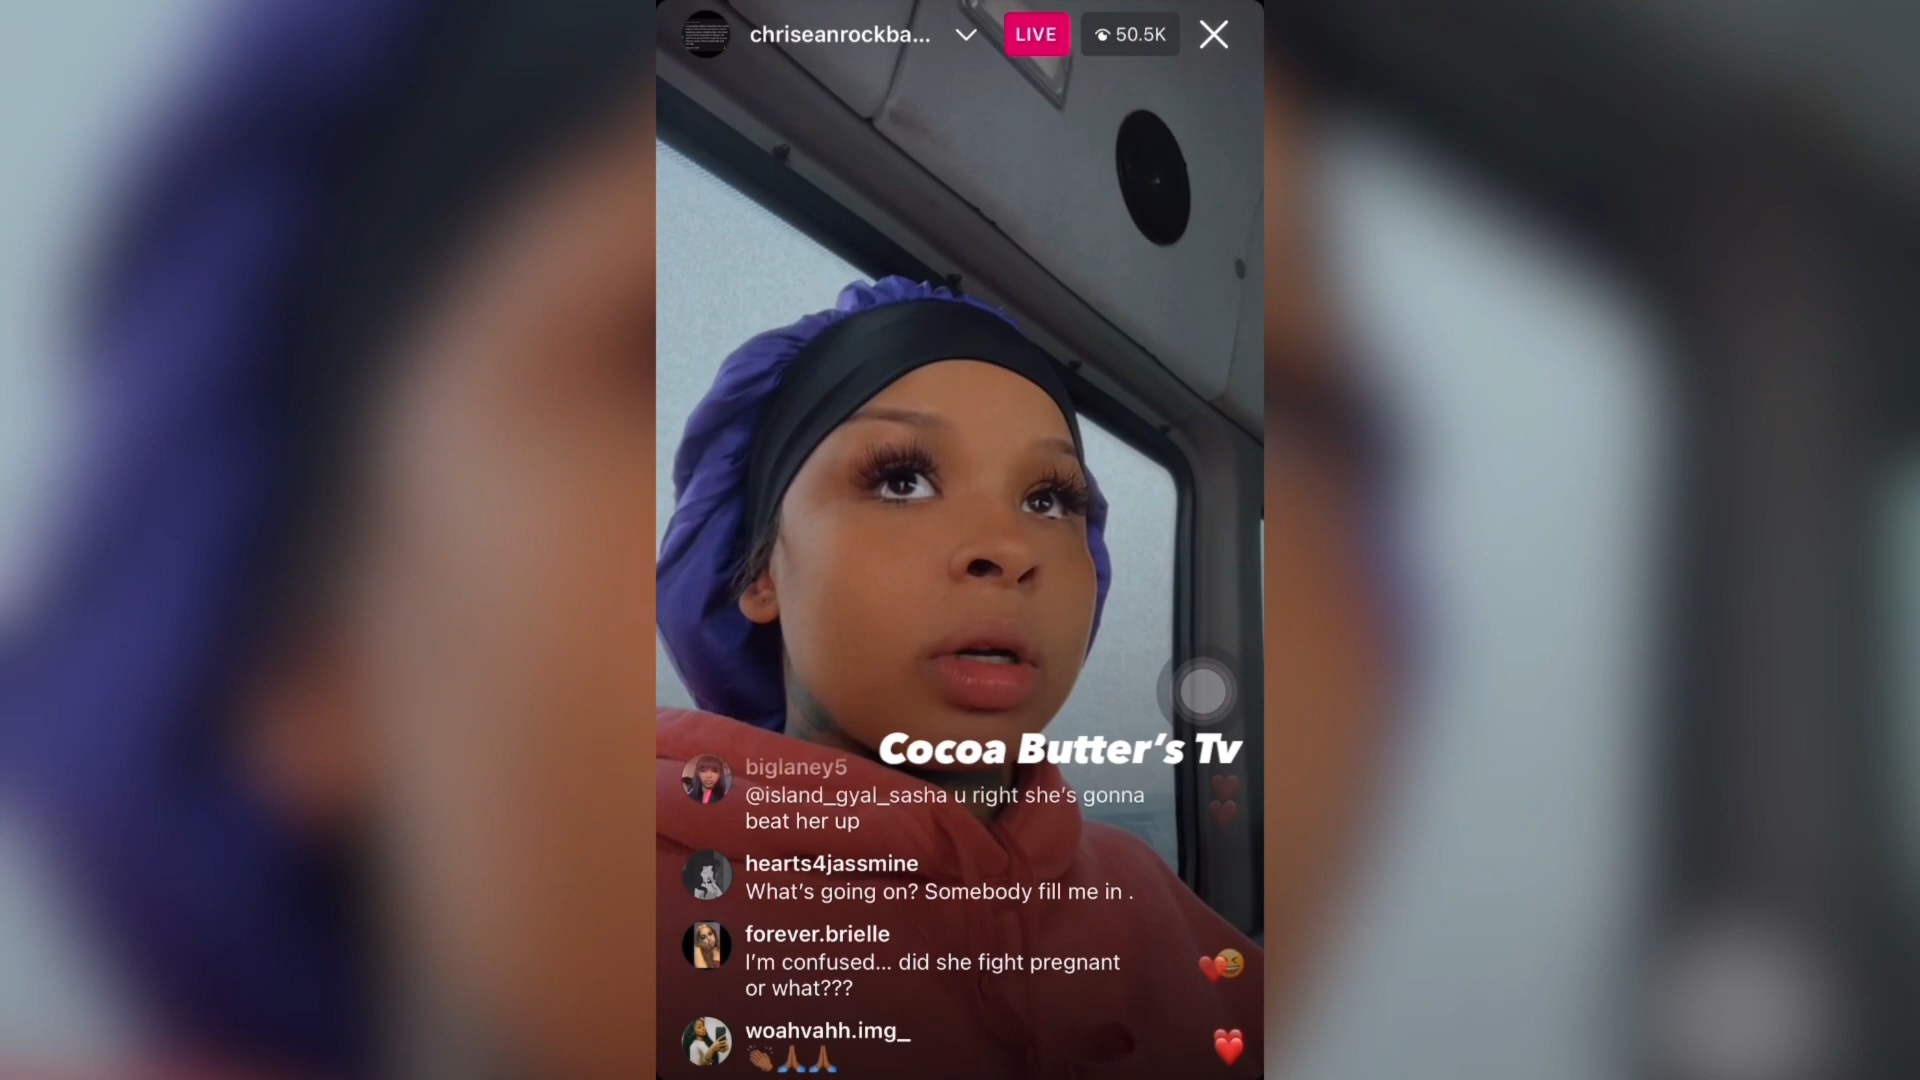 chriseanrockba...
LIVE
50.5K
Cocoa Butter's Tv
biglaney5
@island_gyal_sasha u right she's gonna
beat her up
hearts4jassmine
What's going on? Somebody fill me in .
forever.brielle
I'm confused... did she fight pregnant
or what???
woahvahh.img_
👏🏾🙏🏾🙏🏾